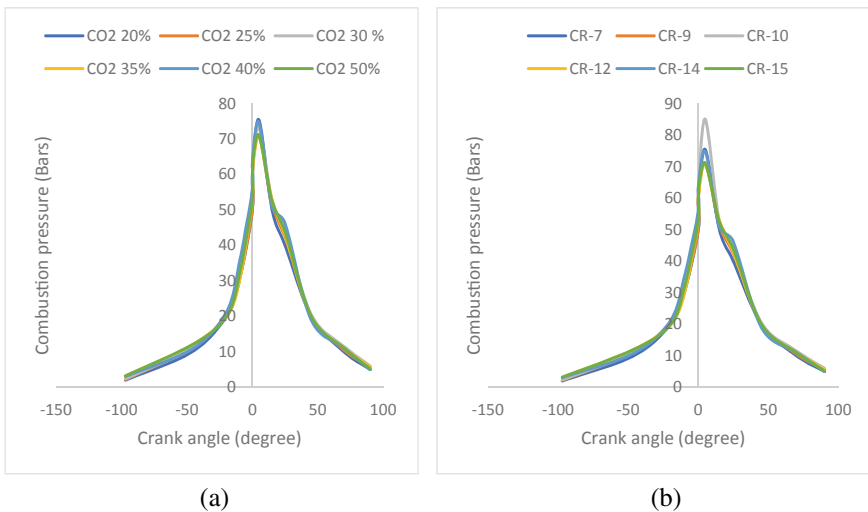 CO2 20% CO2 25% CO2 30 %
CO2 35% CO2 40% CO2 50%
80
70
60
50
40
30
20
10
0
-150 -100 -50 0 50 100
Combustion pressure (Bars)
Crank angle (degree)
(a)
CR-7 CR-9 CR-10
CR-12 CR-14 CR-15
90
80
70
60
50
40
30
20
10
0
-150 -100 -50 0 50 100
Combustion pressure (Bars)
Crank angle (degree)
(b)